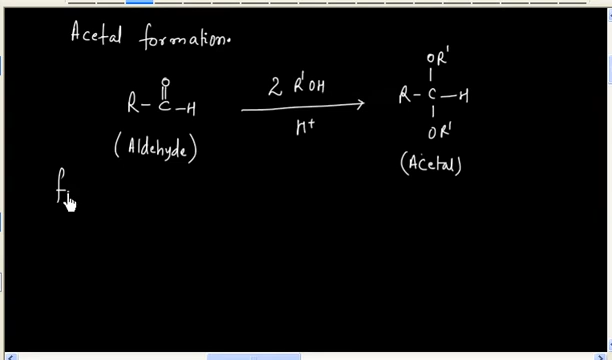 Acetal formation.
O
R – C – H
(Aldehyde)
2 R'OH
H+
OR'
R – C – H
OR'
(Acetal)
f